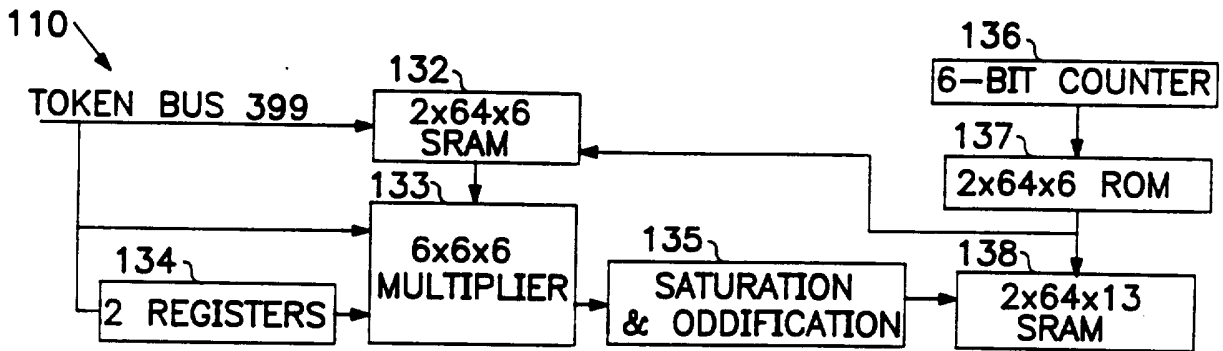 110
TOKEN BUS 399
132
2x64x6
SRAM
136
6-BIT COUNTER
137
2x64x6 ROM
133
6x6x6
MULTIPLIER
134
2 REGISTERS
135
SATURATION
& ODDIFICATION
138
2x64x13
SRAM